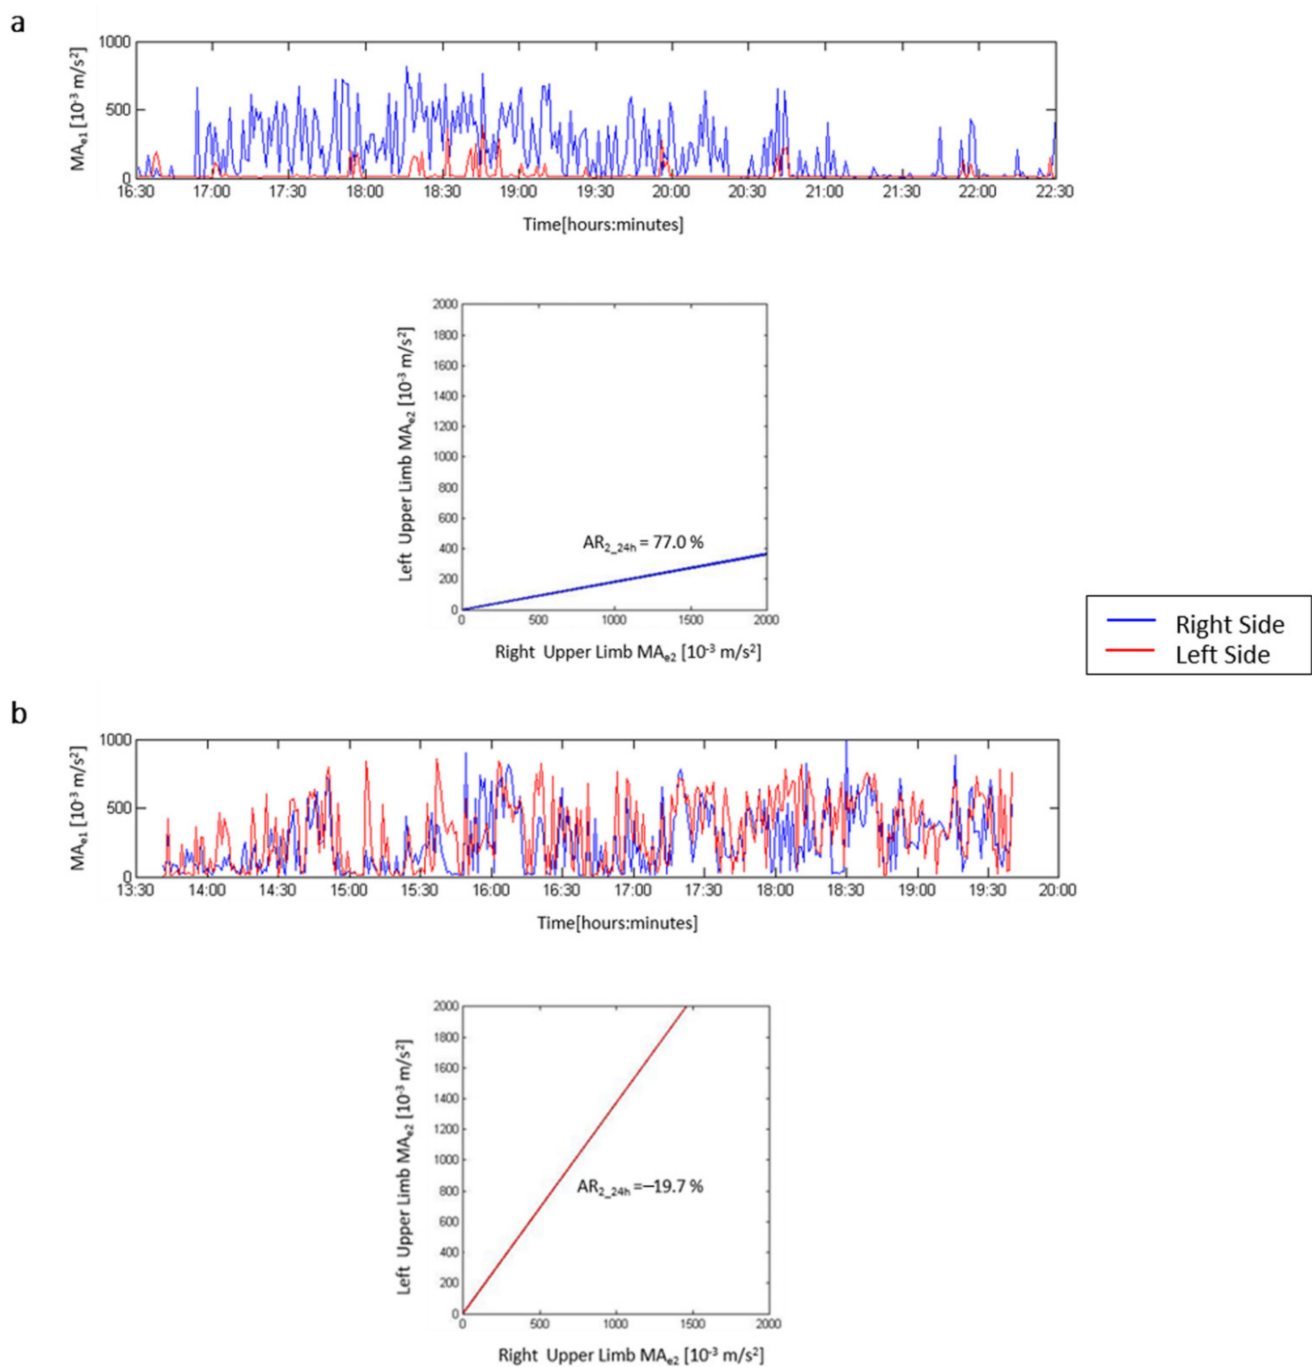 a
MAe1 [10-3 m/s2]
1000
500
0
16:30 17:00 17:30 18:00 18:30 19:00 19:30 20:00 20:30 21:00 21:30 22:00 22:30
Time[hours:minutes]
Left Upper Limb MAe2 [10-3 m/s2]
2000
1800
1600
1400
1200
1000
800
600
400
200
0
AR2_24h = 77.0 %
0 500 1000 1500 2000
Right Upper Limb MAe2 [10-3 m/s2]
Right Side
Left Side
b
MAe1 [10-3 m/s2]
1000
500
0
13:30 14:00 14:30 15:00 15:30 16:00 16:30 17:00 17:30 18:00 18:30 19:00 19:30 20:00
Time[hours:minutes]
Left Upper Limb MAe2 [10-3 m/s2]
2000
1800
1600
1400
1200
1000
800
600
400
200
0
AR2_24h =–19.7 %
0 500 1000 1500 2000
Right Upper Limb MAe2 [10-3 m/s2]